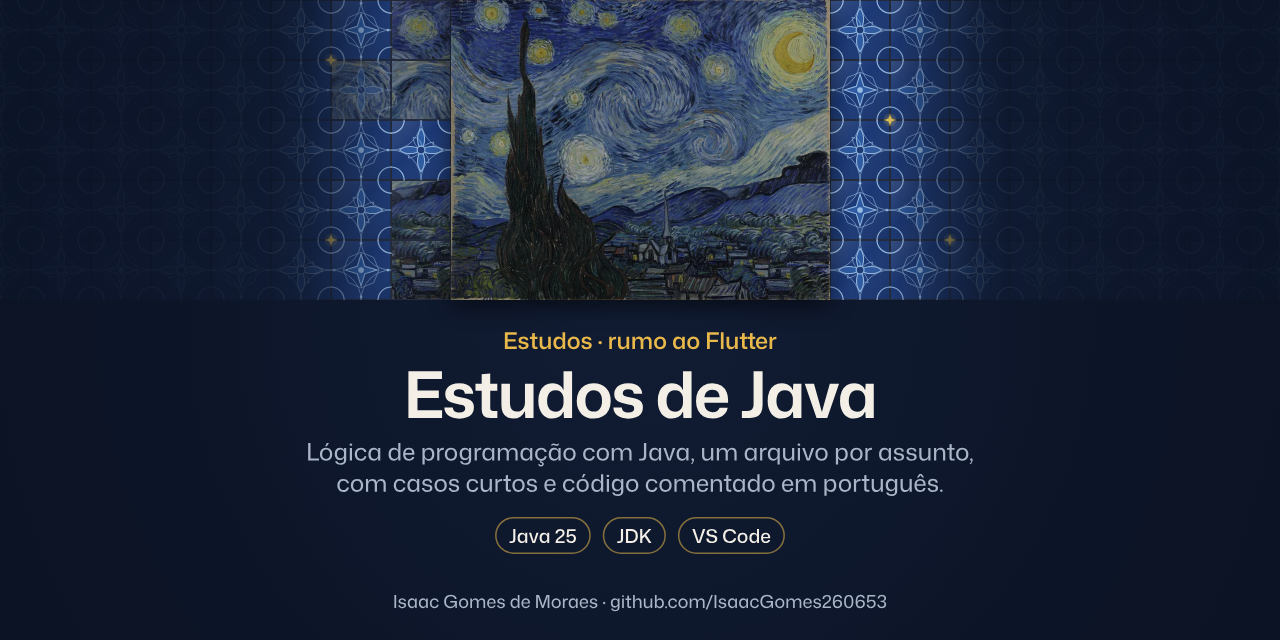 Estudos · rumo ao Flutter
Estudos de Java
Lógica de programação com Java, um arquivo por assunto,
com casos curtos e código comentado em português.
Java 25 JDK VS Code
Isaac Gomes de Moraes · github.com/IsaacGomes260653